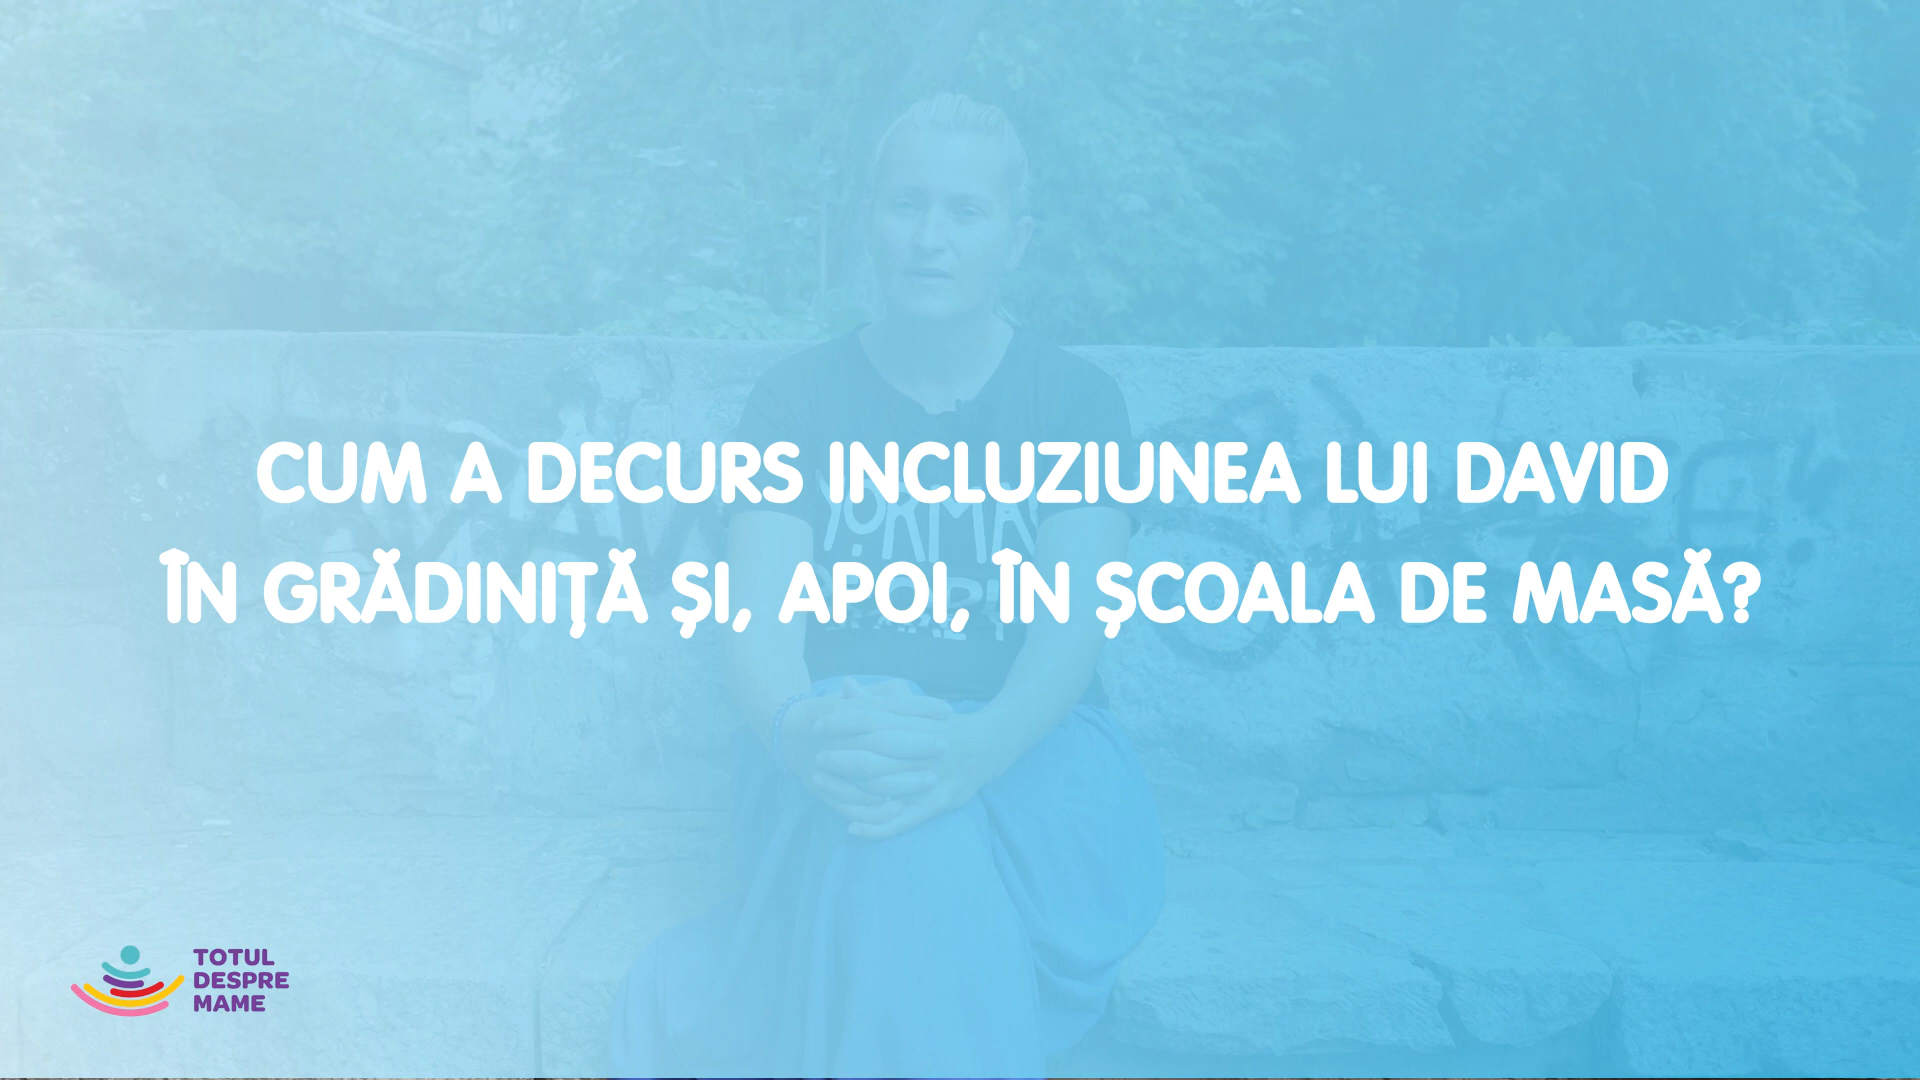 CUM A DECURS INCLUZIUNEA LUI DAVID
ÎN GRĂDINIȚĂ ȘI, APOI, ÎN ȘCOALA DE MASĂ?
TOTUL
DESPRE
MAME